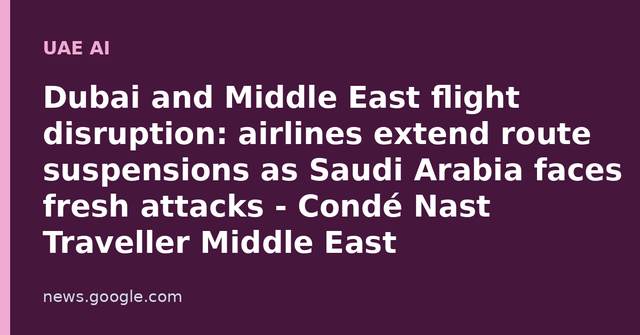 UAE AI
Dubai and Middle East flight
disruption: airlines extend route
suspensions as Saudi Arabia faces
fresh attacks - Condé Nast
Traveller Middle East
news.google.com